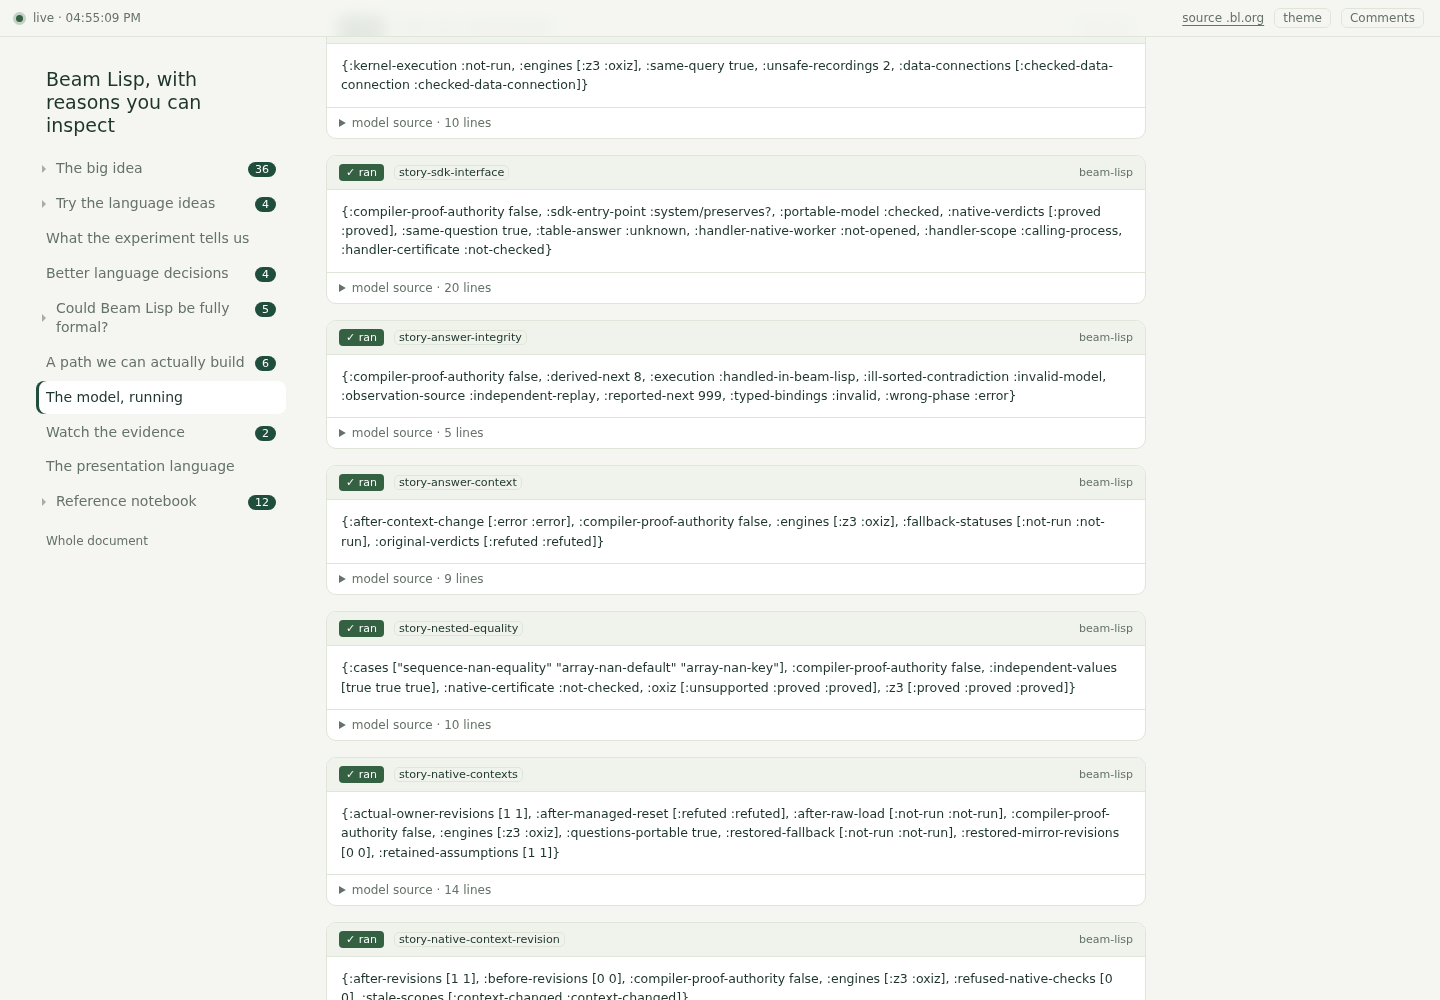 live · 04:55:09 PM
source .bl.org
theme
Comments
Beam Lisp, with
reasons you can
inspect
The big idea
36
Try the language ideas
4
What the experiment tells us
Better language decisions
4
Could Beam Lisp be fully
formal?
5
A path we can actually build
6
The model, running
Watch the evidence
2
The presentation language
Reference notebook
12
Whole document
{:kernel-execution :not-run, :engines [:z3 :oxiz], :same-query true, :unsafe-recordings 2, :data-connections [:checked-data-
connection :checked-data-connection]}
▶ model source · 10 lines
✓ ran story-sdk-interface beam-lisp
{:compiler-proof-authority false, :sdk-entry-point :system/preserves?, :portable-model :checked, :native-verdicts [:proved
:proved], :same-question true, :table-answer :unknown, :handler-native-worker :not-opened, :handler-scope :calling-process,
:handler-certificate :not-checked}
▶ model source · 20 lines
✓ ran story-answer-integrity beam-lisp
{:compiler-proof-authority false, :derived-next 8, :execution :handled-in-beam-lisp, :ill-sorted-contradiction :invalid-model,
:observation-source :independent-replay, :reported-next 999, :typed-bindings :invalid, :wrong-phase :error}
▶ model source · 5 lines
✓ ran story-answer-context beam-lisp
{:after-context-change [:error :error], :compiler-proof-authority false, :engines [:z3 :oxiz], :fallback-statuses [:not-run :not-
run], :original-verdicts [:refuted :refuted]}
▶ model source · 9 lines
✓ ran story-nested-equality beam-lisp
{:cases ["sequence-nan-equality" "array-nan-default" "array-nan-key"], :compiler-proof-authority false, :independent-values
[true true true], :native-certificate :not-checked, :oxiz [:unsupported :proved :proved], :z3 [:proved :proved :proved]}
▶ model source · 10 lines
✓ ran story-native-contexts beam-lisp
{:actual-owner-revisions [1 1], :after-managed-reset [:refuted :refuted], :after-raw-load [:not-run :not-run], :compiler-proof-
authority false, :engines [:z3 :oxiz], :questions-portable true, :restored-fallback [:not-run :not-run], :restored-mirror-revisions
[0 0], :retained-assumptions [1 1]}
▶ model source · 14 lines
✓ ran story-native-context-revision beam-lisp
{:after-revisions [1 1], :before-revisions [0 0], :compiler-proof-authority false, :engines [:z3 :oxiz], :refused-native-checks [0
0], :stale-scopes [:context-changed :context-changed]}